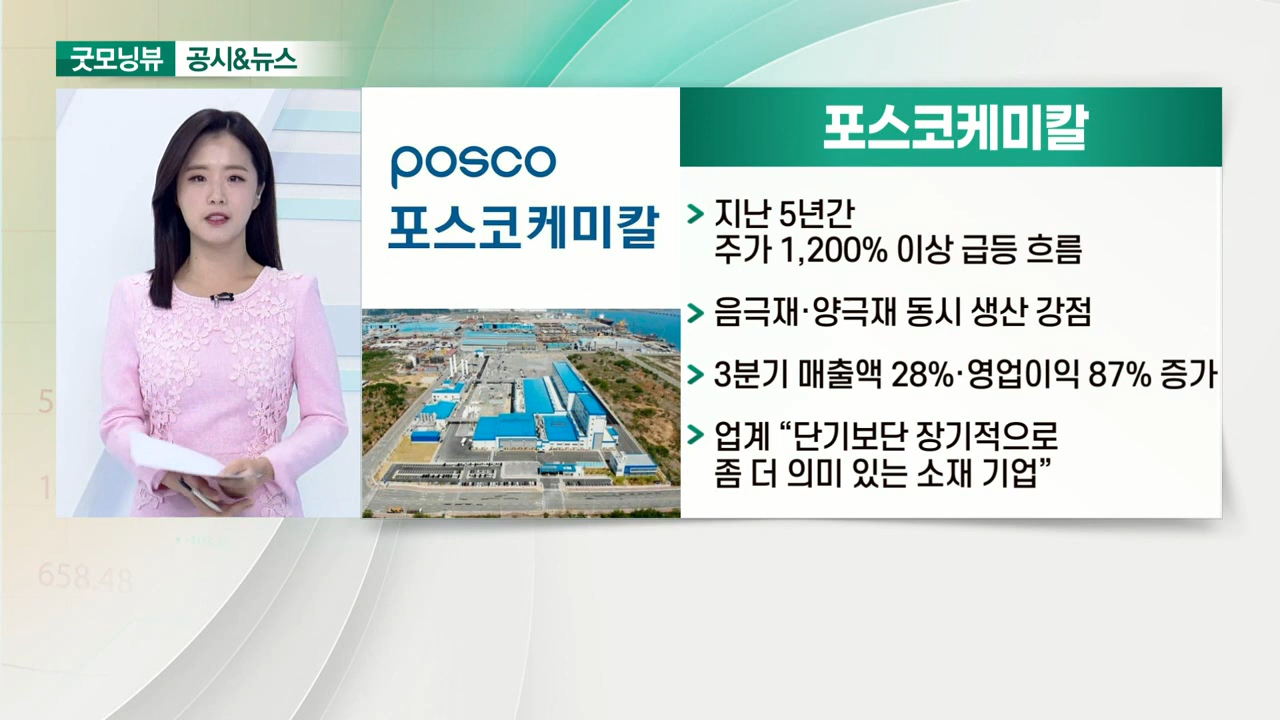 굿모닝뷰 공시&뉴스
posco
포스코케미칼
포스코케미칼
지난 5년간
주가 1,200% 이상 급등 흐름
음극재·양극재 동시 생산 강점
3분기 매출액 28%·영업이익 87% 증가
업계 “단기보단 장기적으로
좀 더 의미 있는 소재 기업”
658.48